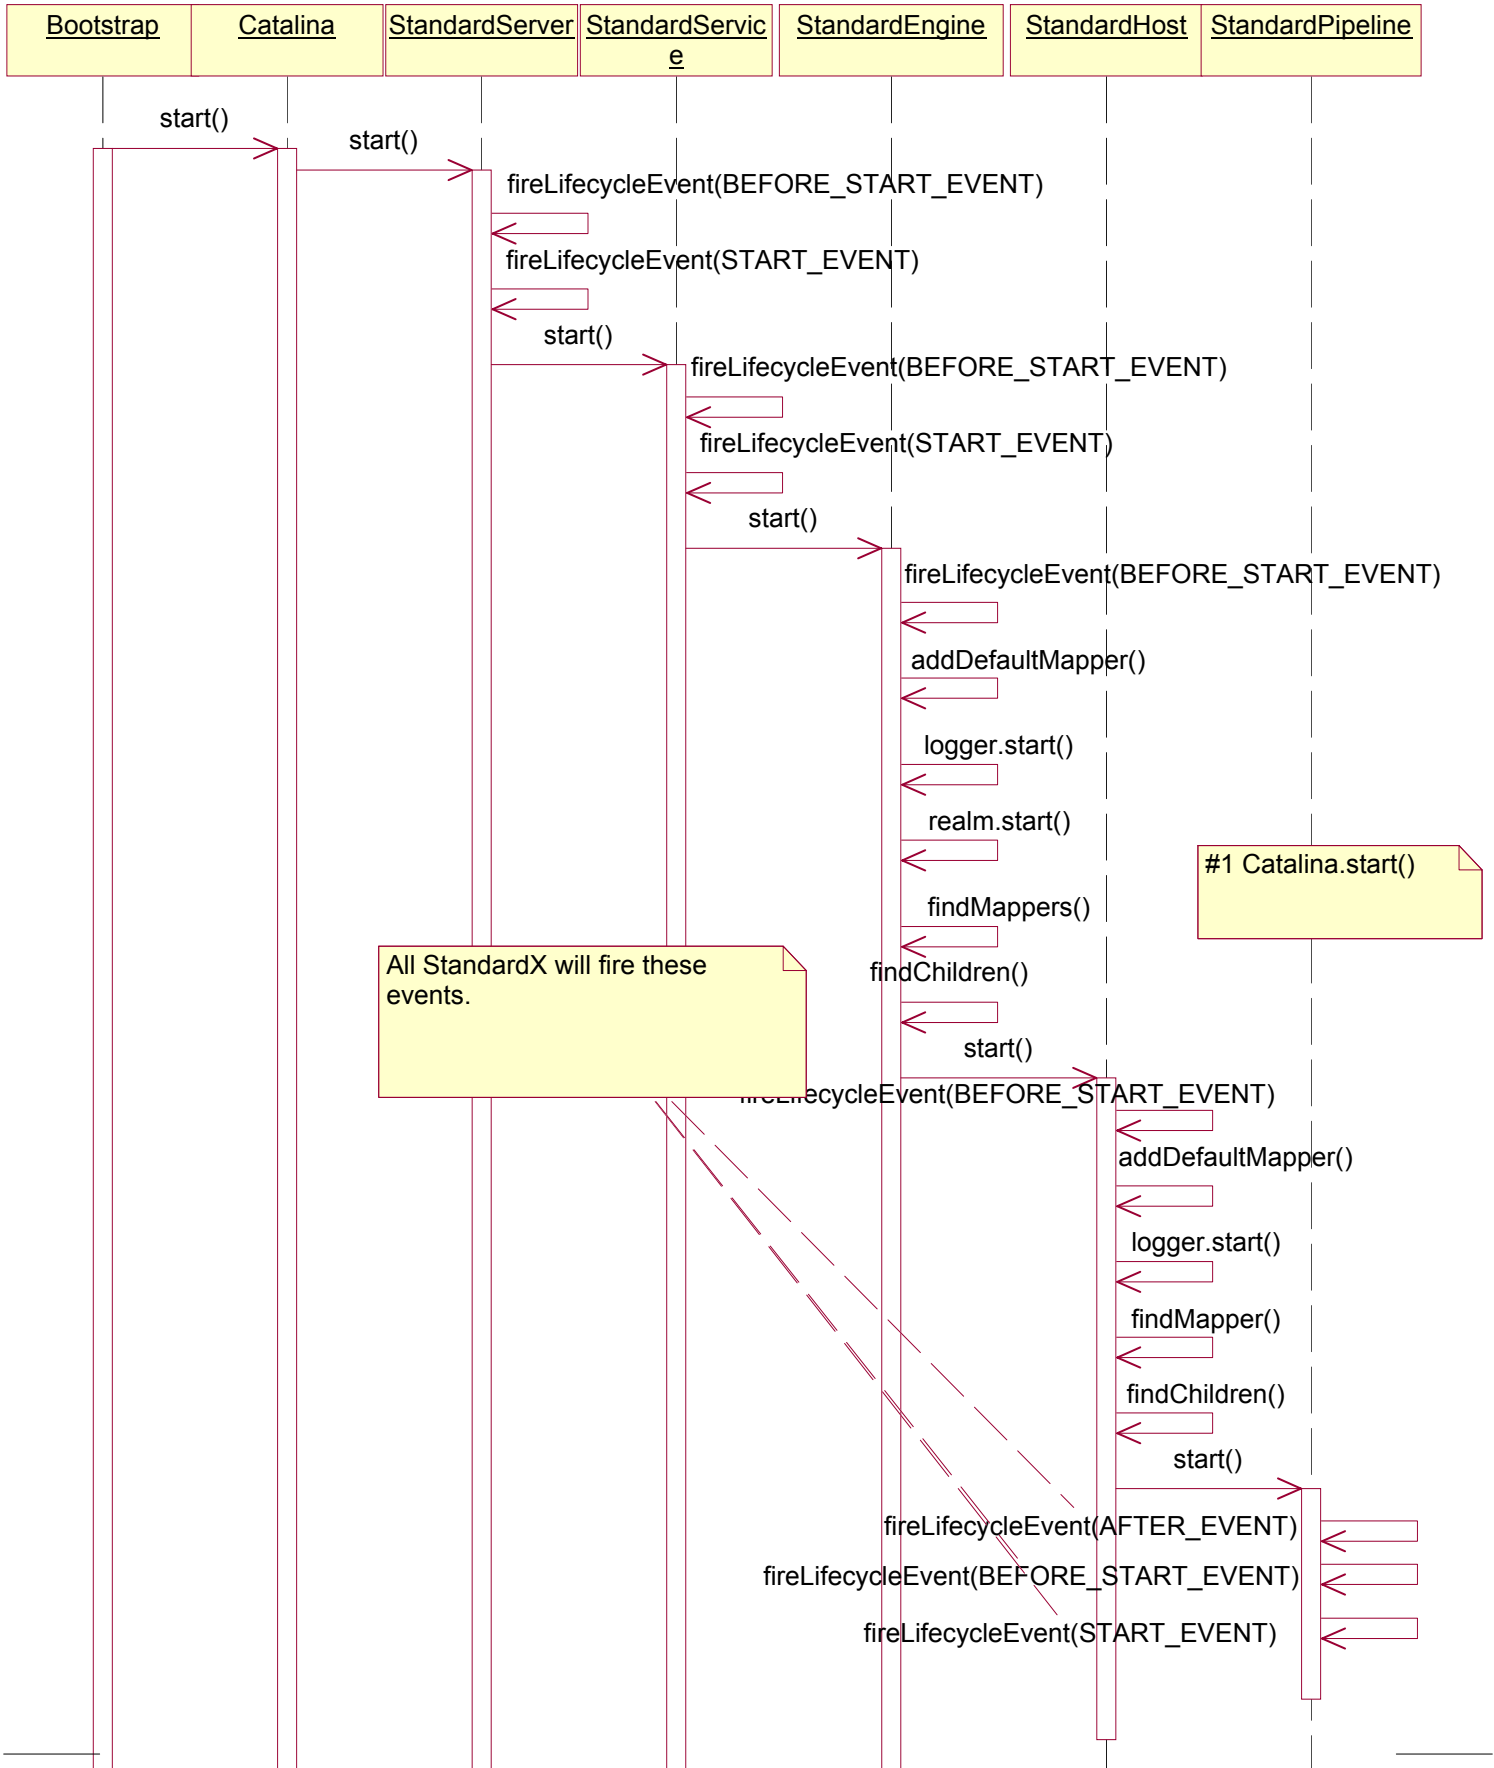 Bootstrap
Catalina
StandardServer
StandardServic
e
StandardEngine
StandardHost
StandardPipeline
start()
start()
fireLifecycleEvent(BEFORE_START_EVENT)
fireLifecycleEvent(START_EVENT)
start()
fireLifecycleEvent(BEFORE_START_EVENT)
fireLifecycleEvent(START_EVENT)
start()
fireLifecycleEvent(BEFORE_START_EVENT)
addDefaultMapper()
logger.start()
realm.start()
#1 Catalina.start()
findMappers()
All StandardX will fire these
events.
findChildren()
start()
fireLifecycleEvent(BEFORE_START_EVENT)
addDefaultMapper()
logger.start()
findMapper()
findChildren()
start()
fireLifecycleEvent(AFTER_EVENT)
fireLifecycleEvent(BEFORE_START_EVENT)
fireLifecycleEvent(START_EVENT)